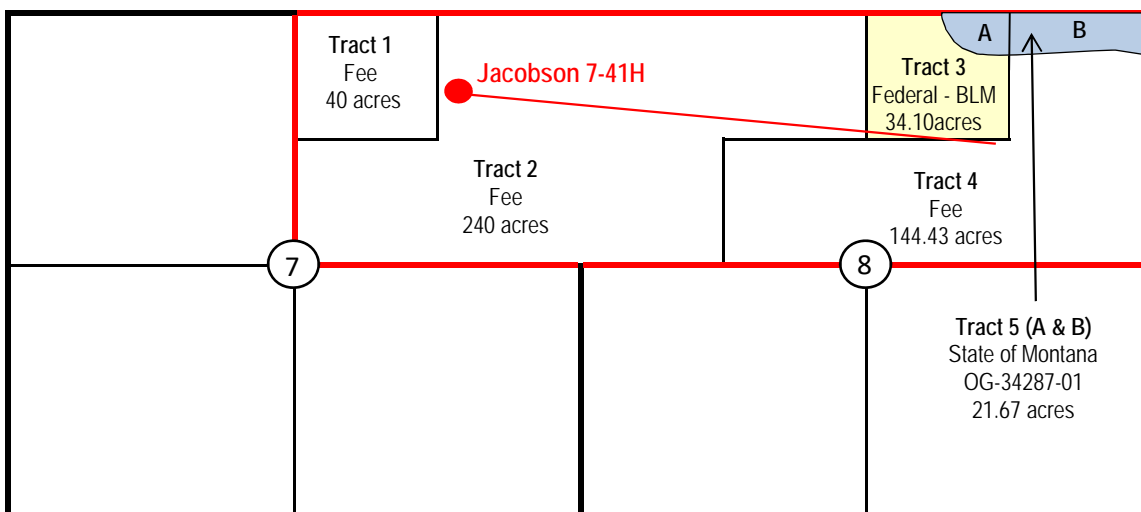 Tract 1
Fee
40 acres
Jacobson 7-41H
A
B
Tract 3
Federal - BLM
34.10acres
Tract 2
Fee
240 acres
Tract 4
Fee
144.43 acres
7
8
Tract 5 (A & B)
State of Montana
OG-34287-01
21.67 acres